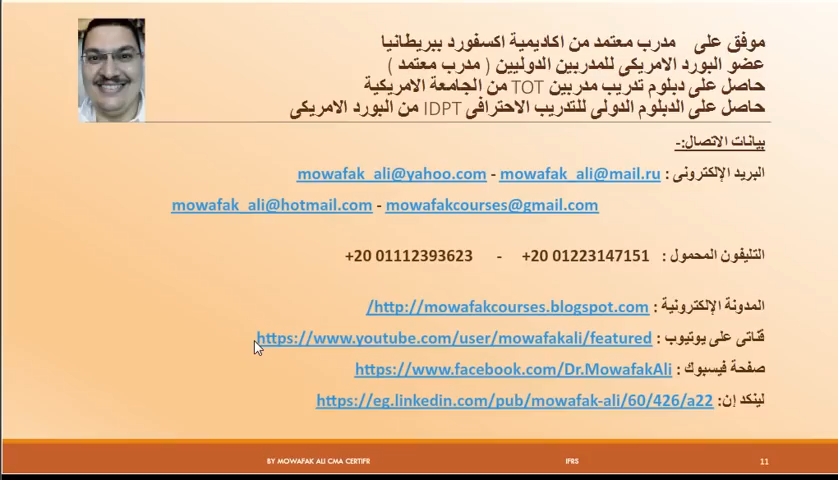 موفق على مدرب معتمد من اكاديمية اكسفورد ببريطانيا
عضو البورد الامريكى للمدربين الدوليين ( مدرب معتمد )
حاصل على دبلوم تدريب مدربين TOT من الجامعة الامريكية
حاصل على الدبلوم الدولى للتدريب الاحترافى IDPT من البورد الامريكى
بيانات الاتصال:-
البريد الإلكترونى : mowafak_ali@yahoo.com - mowafak_ali@mail.ru
mowafak_ali@hotmail.com - mowafakcourses@gmail.com
التليفون المحمول : +20 01223147151 - +20 01112393623
المدونة الإلكترونية : http://mowafakcourses.blogspot.com/
قناتى على يوتيوب : https://www.youtube.com/user/mowafakali/featured
صفحة فيسبوك : https://www.facebook.com/Dr.MowafakAli
لينكد إن: https://eg.linkedin.com/pub/mowafak-ali/60/426/a22
BY MOWAFAK ALI CMA CERTIFR IFRS 11